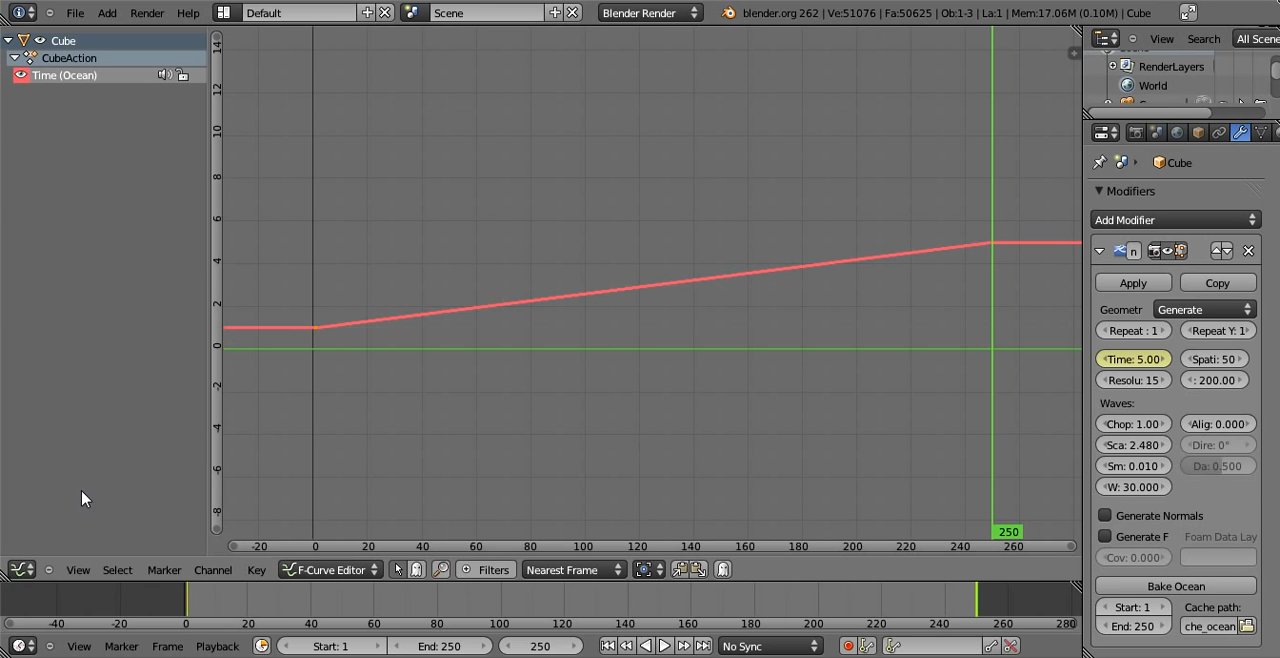 File Add Render Help Default Scene Blender Render blender.org 262 | Ve:51076 | Fa:50625 | Ob:1-3 | La:1 | Mem:17.06M (0.10M) | Cube
Cube
CubeAction
Time (Ocean)
14
12
10
8
6
4
2
0
-2
-4
-6
-8
250
-20 0 20 40 60 80 100 120 140 160 180 200 220 240 260
View Select Marker Channel Key F-Curve Editor Filters Nearest Frame
-40 -20 0 20 40 60 80 100 120 140 160 180 200 220 240 260 280
View Marker Frame Playback Start: 1 End: 250 250 No Sync
View Search All Scene
RenderLayers
World
Cube
Modifiers
Add Modifier
n
Apply Copy
Geometr Generate
Repeat : 1 Repeat Y: 1
Time: 5.00 Spati: 50
Resolu: 15 : 200.00
Waves:
Chop: 1.00 Alig: 0.000
Sca: 2.480 Dire: 0°
Sm: 0.010 Da: 0.500
W: 30.000
Generate Normals
Generate F Foam Data Lay
Cov: 0.000
Bake Ocean
Start: 1 Cache path:
End: 250 che_ocean